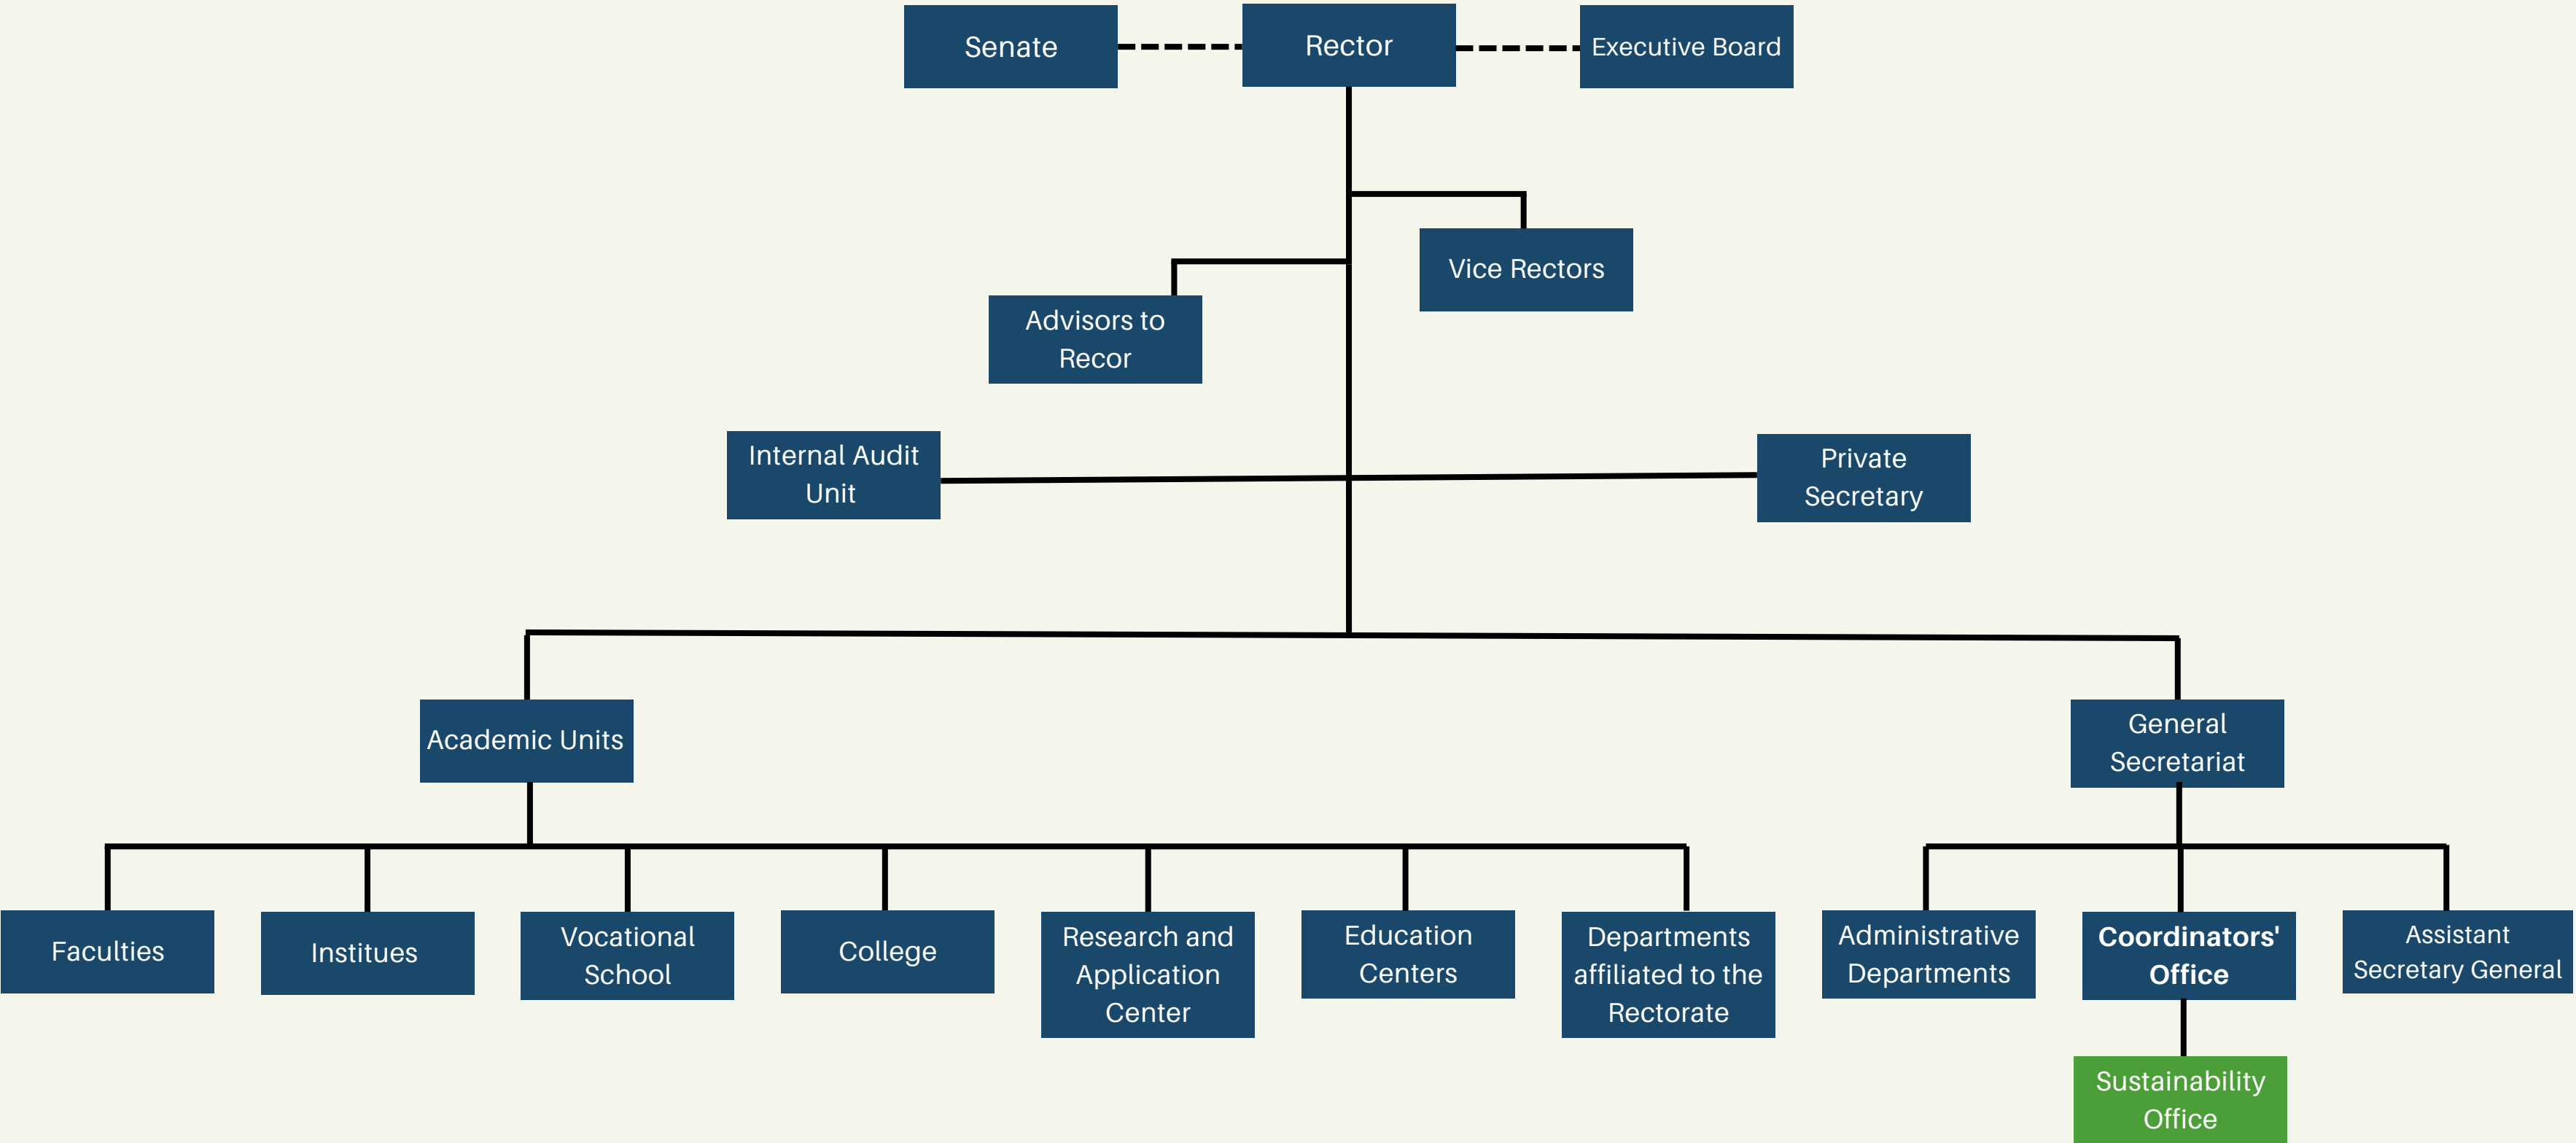 Senate
Rector
Executive Board
Vice Rectors
Advisors to
Recor
Internal Audit
Unit
Private
Secretary
Academic Units
General
Secretariat
Faculties
Institues
Vocational
School
College
Research and
Application
Center
Education
Centers
Departments
affiliated to the
Rectorate
Administrative
Departments
Coordinators'
Office
Assistant
Secretary General
Sustainability
Office